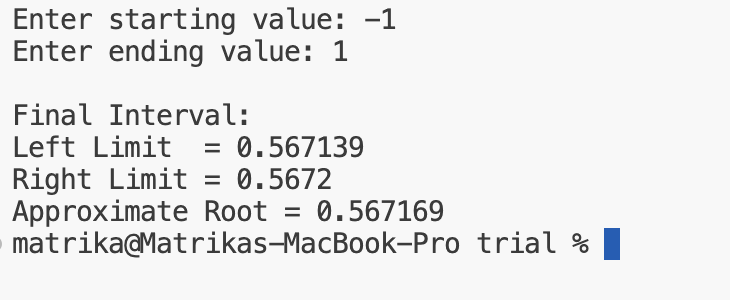 Enter starting value: -1
Enter ending value: 1
Final Interval:
Left Limit  = 0.567139
Right Limit = 0.5672
Approximate Root = 0.567169
matrika@Matrikas-MacBook-Pro trial %